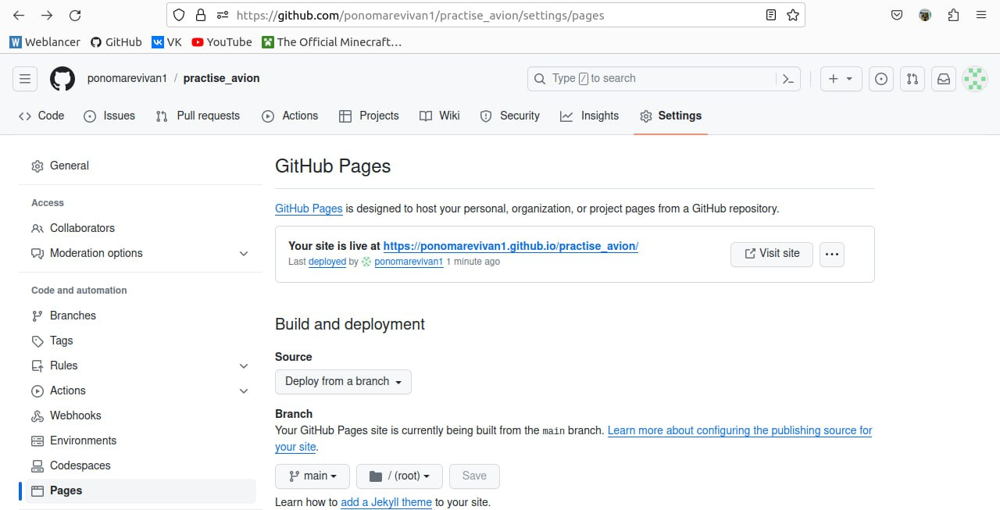 https://github.com/ponomarevivan1/practise_avion/settings/pages
W Weblancer GitHub VK YouTube The Official Minecraft…
ponomarevivan1 / practise_avion Type / to search
Code Issues Pull requests Actions Projects Wiki Security Insights Settings
General
Access
Collaborators
Moderation options
Code and automation
Branches
Tags
Rules
Actions
Webhooks
Environments
Codespaces
Pages
GitHub Pages
GitHub Pages is designed to host your personal, organization, or project pages from a GitHub repository.
Your site is live at https://ponomarevivan1.github.io/practise_avion/
Last deployed by ponomarevivan1 1 minute ago
Visit site
Build and deployment
Source
Deploy from a branch
Branch
Your GitHub Pages site is currently being built from the main branch. Learn more about configuring the publishing source for
your site.
main / (root) Save
Learn how to add a Jekyll theme to your site.